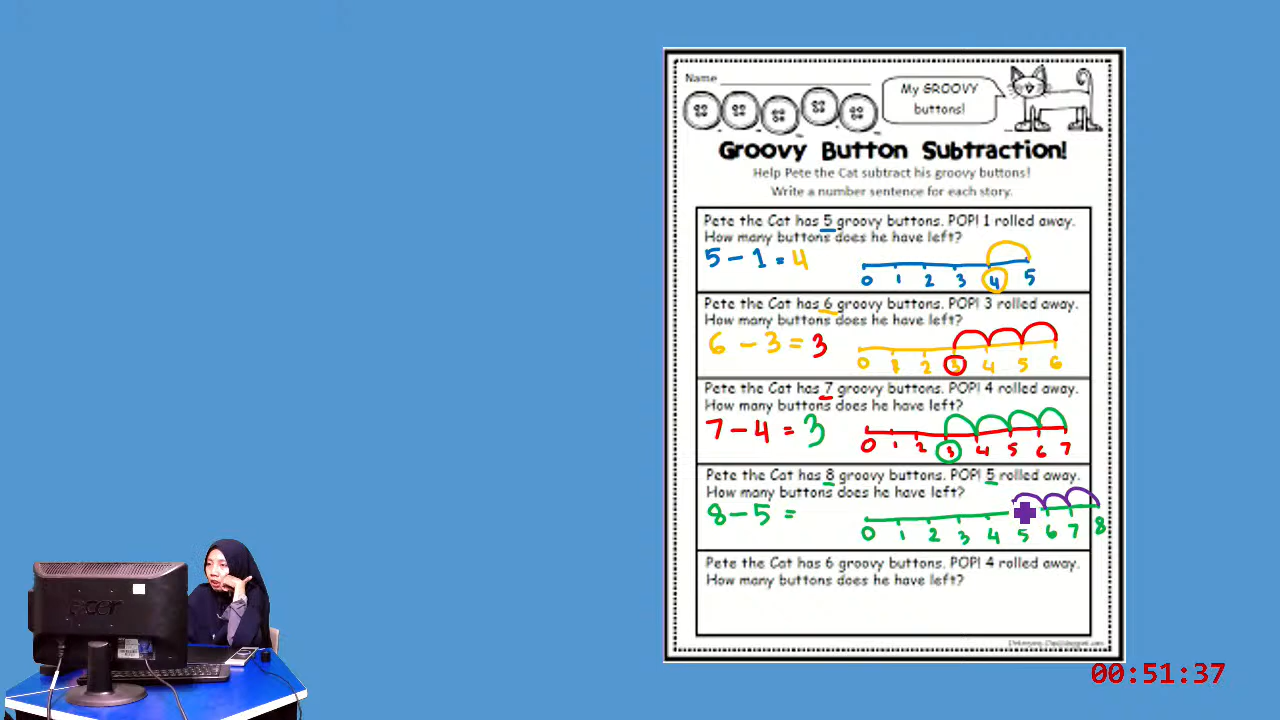 Name
My GROOVY
buttons!
Groovy Button Subtraction!
Help Pete the Cat subtract his groovy buttons!
Write a number sentence for each story.
Pete the Cat has 5 groovy buttons. POP! 1 rolled away.
How many buttons does he have left?
5 - 1 = 4
0 1 2 3 4 5
Pete the Cat has 6 groovy buttons. POP! 3 rolled away.
How many buttons does he have left?
6 - 3 = 3
0 1 2 3 4 5 6
Pete the Cat has 7 groovy buttons. POP! 4 rolled away.
How many buttons does he have left?
7 - 4 = 3
0 1 2 3 4 5 6 7
Pete the Cat has 8 groovy buttons. POP! 5 rolled away.
How many buttons does he have left?
8 - 5 =
0 1 2 3 4 5 6 7 8
Pete the Cat has 6 groovy buttons. POP! 4 rolled away.
How many buttons does he have left?
acer
00:51:37